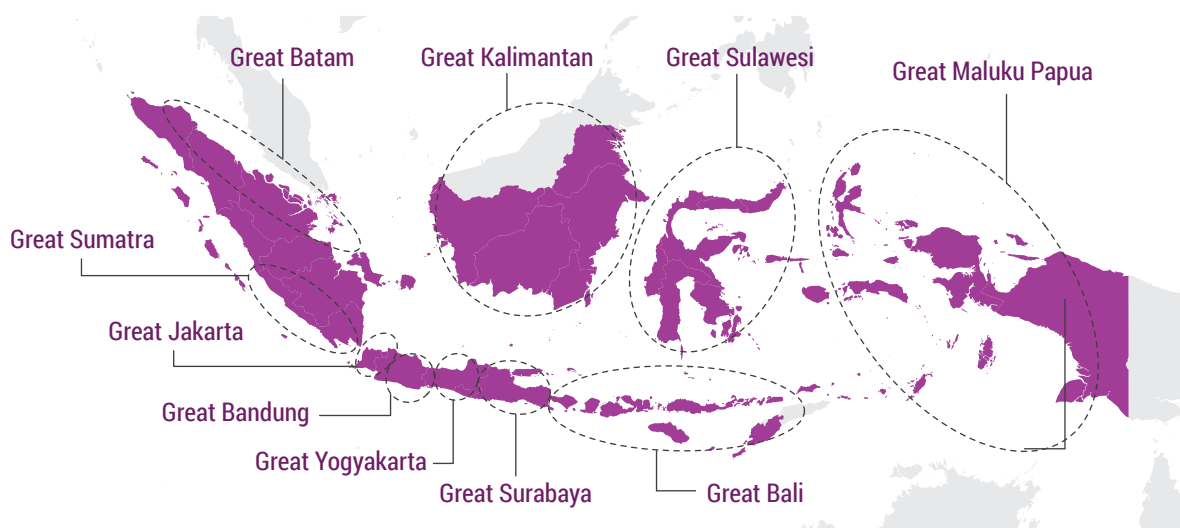 Great Batam
Great Kalimantan
Great Sulawesi
Great Maluku Papua
Great Sumatra
Great Jakarta
Great Bandung
Great Yogyakarta
Great Surabaya
Great Bali